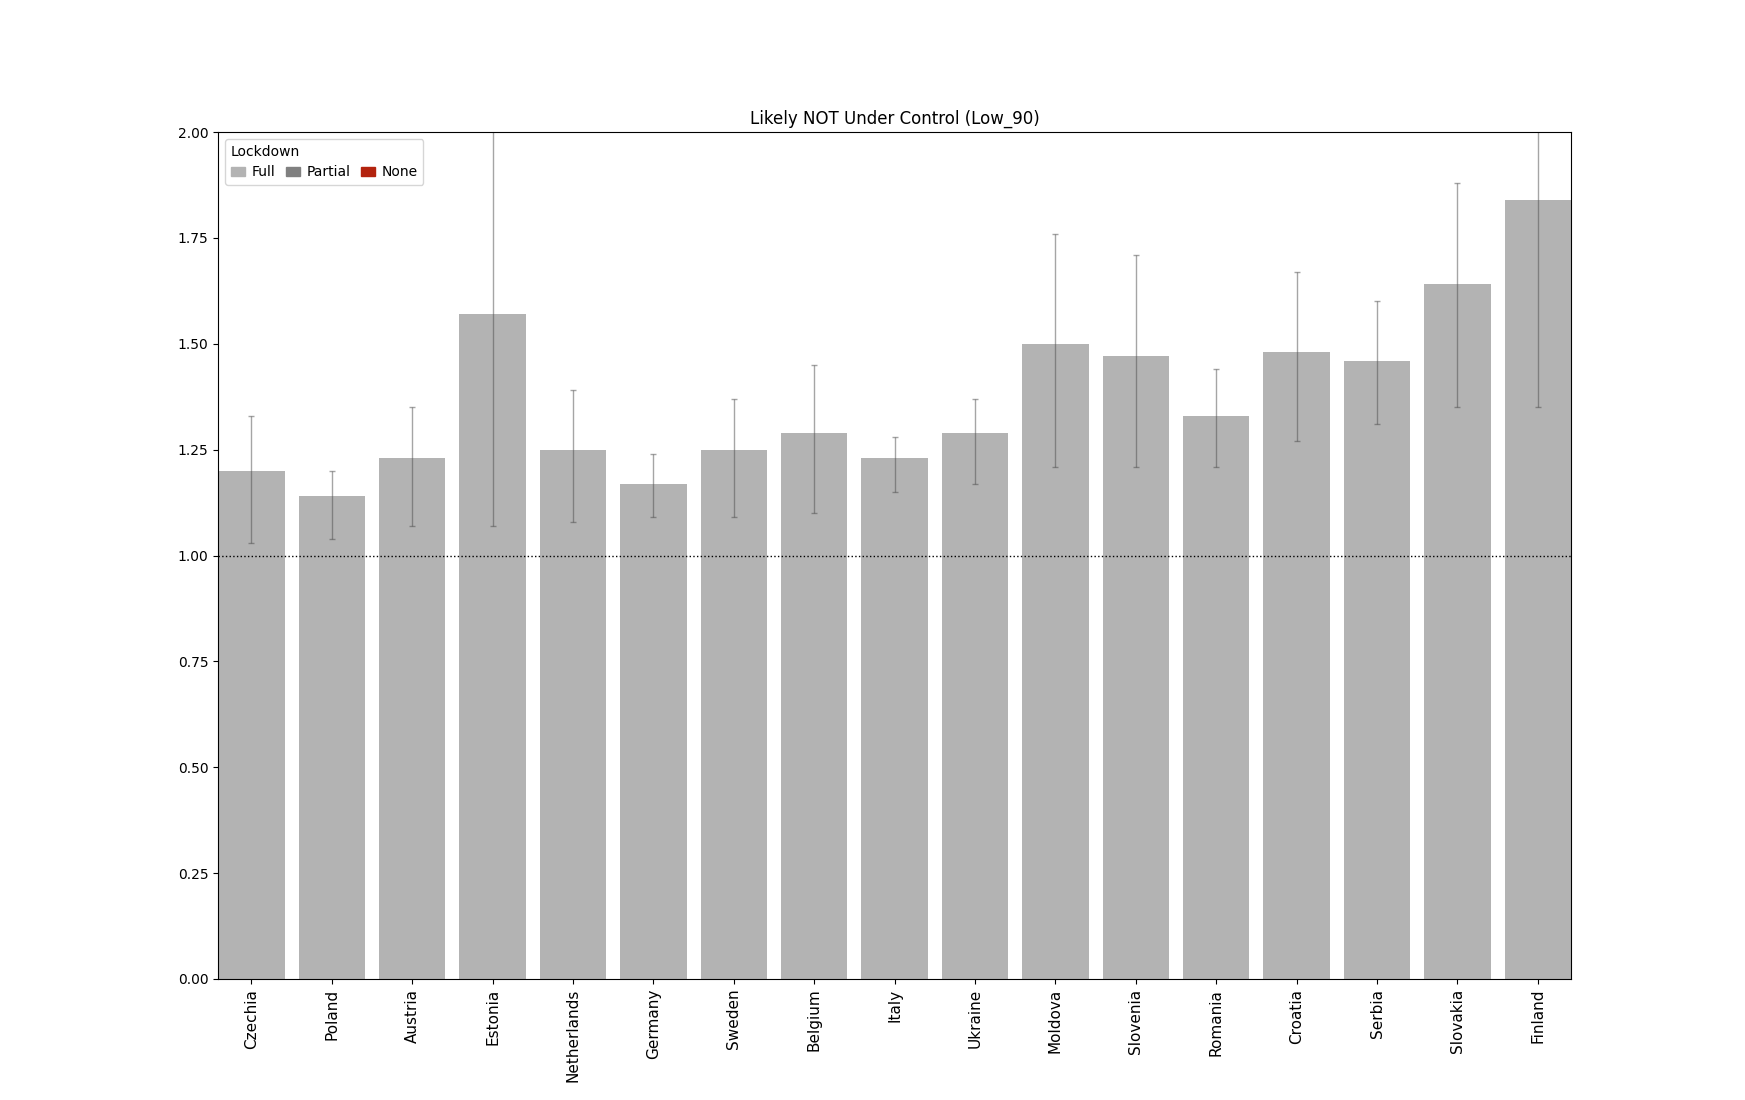 Likely NOT Under Control (Low_90)
Lockdown
Full Partial None
2.00
1.75
1.50
1.25
1.00
0.75
0.50
0.25
0.00
Czechia
Poland
Austria
Estonia
Netherlands
Germany
Sweden
Belgium
Italy
Ukraine
Moldova
Slovenia
Romania
Croatia
Serbia
Slovakia
Finland